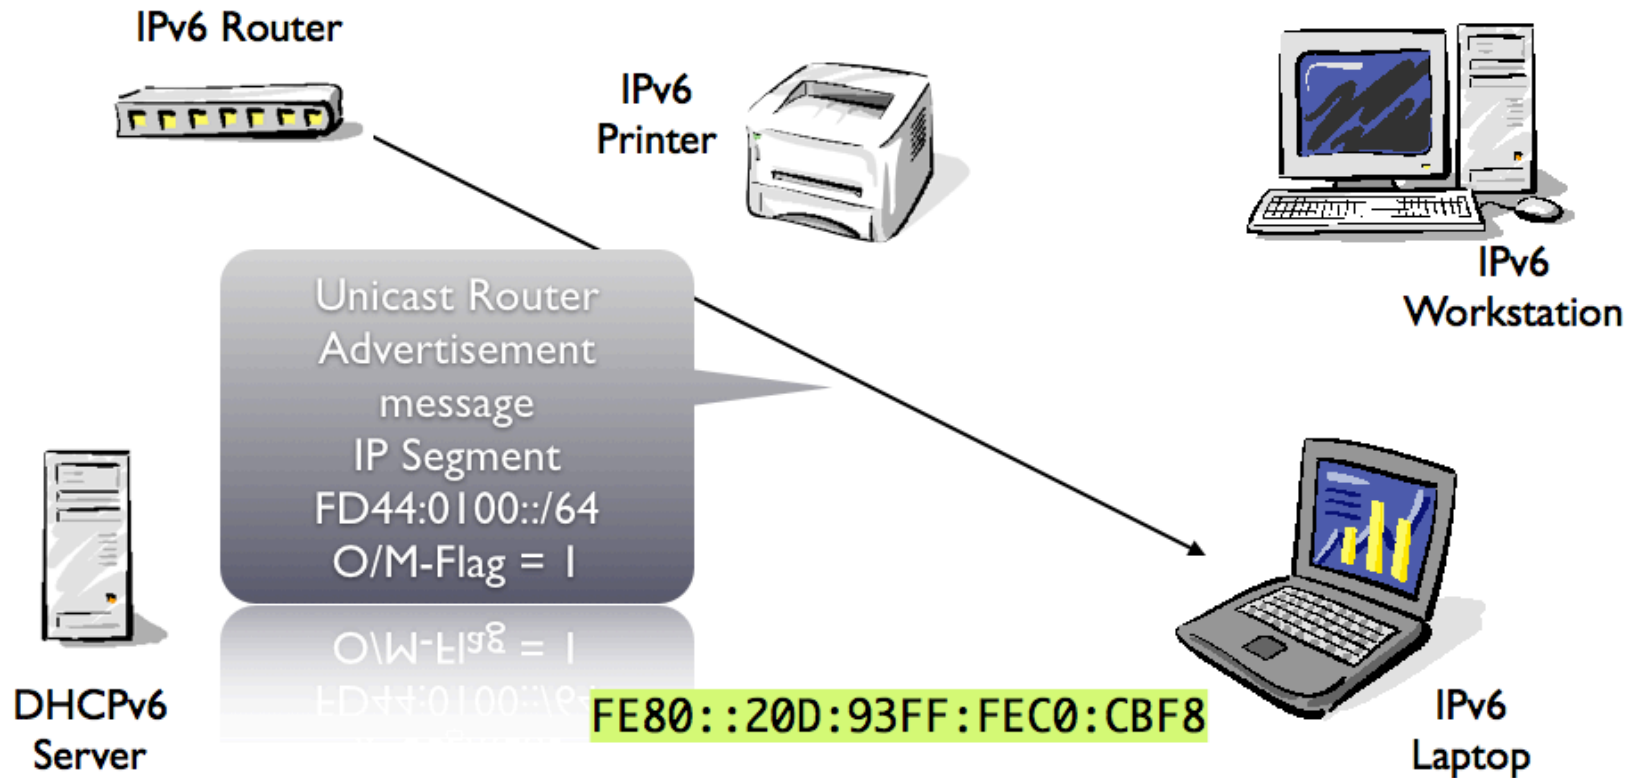 IPv6 Router
IPv6
Printer
IPv6
Workstation
Unicast Router
Advertisement
message
IP Segment
FD44:0100::/64
O/M-Flag = 1
DHCPv6
Server
FE80::20D:93FF:FEC0:CBF8
IPv6
Laptop